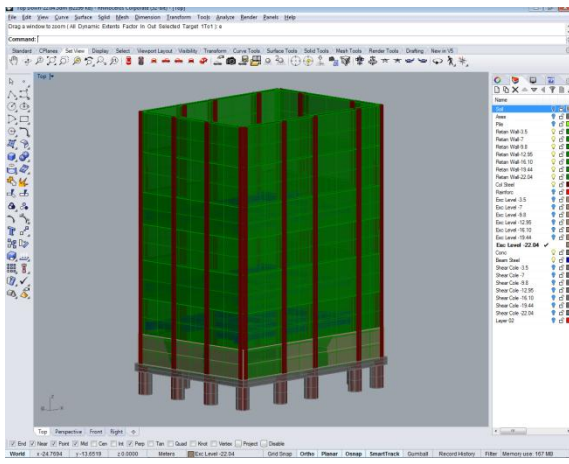 File Edit View Curve Surface Solid Mesh Dimension Transform Tools Analyze Render Panels Help
Drag a window to zoom ( All Dynamic Extents Factor In Out Selected Target 1To1 ): e
Command:
Standard CPlanes Set View Display Select Viewport Layout Visibility Transform Curve Tools Surface Tools Solid Tools Mesh Tools Render Tools Drafting New in V5
Top
Name
Soil
Axes
Pile
Retain Wall-3.5
Retain Wall-7
Retain Wall-9.8
Retain Wall-12.95
Retain Wall-16.10
Retain Wall-19.44
Retain Wall-22.04
Col Steel
Reinforc
Exc Level -3.5
Exc Level -7
Exc Level -9.8
Exc Level -12.95
Exc Level -16.10
Exc Level -19.44
Exc Level -22.04
Conc
Beam Steel
Shear Cole -3.5
Shear Cole -7
Shear Cole -9.8
Shear Cole -12.95
Shear Cole -16.10
Shear Cole -19.44
Shear Cole -22.04
Layer 02
Top Perspective Front Right
End Near Point Mid Cen Int Perp Tan Quad Knot Vertex Project Disable
World x -24.7694 y -13.6518 z 0.0000 Meters Exc Level -22.04 Grid Snap Ortho Planar Osnap SmartTrack Gumball Record History Filter Memory use: 167 MB